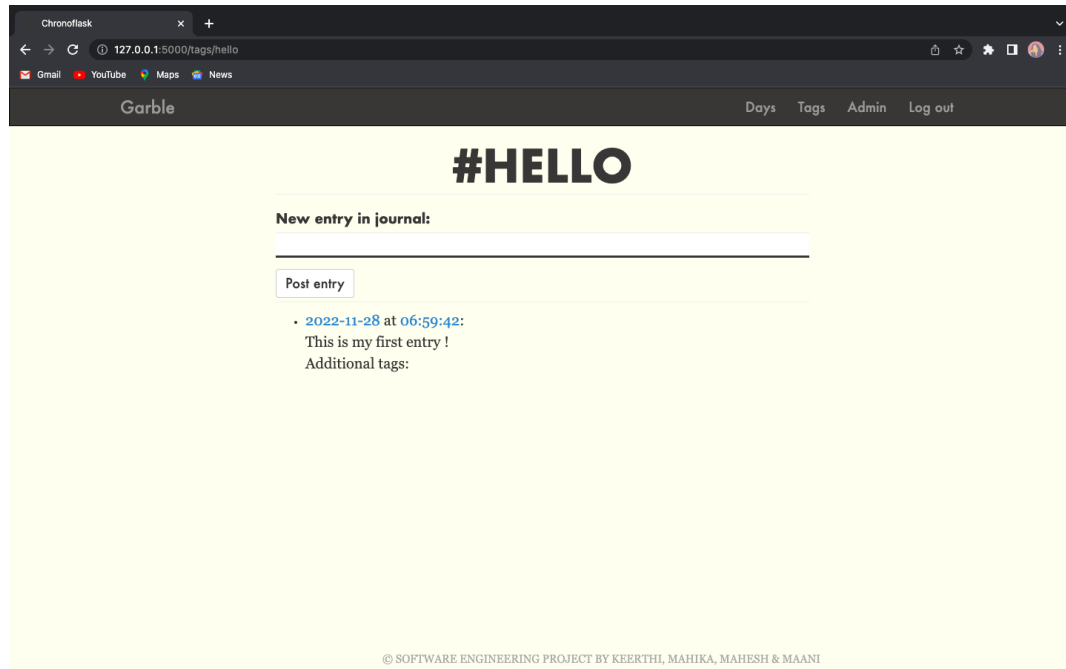 Chronoflask
127.0.0.1:5000/tags/hello
Gmail YouTube Maps News
Garble Days Tags Admin Log out
#HELLO
New entry in journal:
Post entry
2022-11-28 at 06:59:42:
This is my first entry !
Additional tags:
© SOFTWARE ENGINEERING PROJECT BY KEERTHI, MAHIKA, MAHESH & MAANI